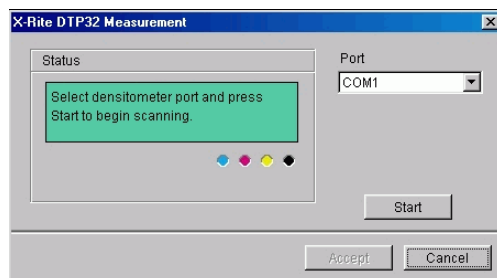 X-Rite DTP32 Measurement
Status
Select densitometer port and press
Start to begin scanning.
Port
COM1
Start
Accept
Cancel